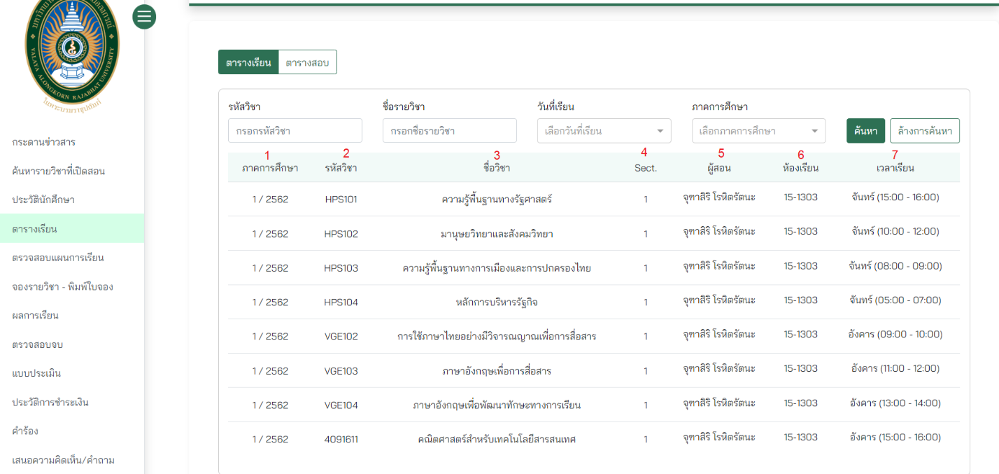 VALAYA ALONGKORN RAJABHAT UNIVERSITY
ในพระบรมราชูปถัมภ์
กระดานข่าวสาร
ค้นหารายวิชาที่เปิดสอน
ประวัตินักศึกษา
ตารางเรียน
ตรวจสอบแผนการเรียน
จองรายวิชา - พิมพ์ใบจอง
ผลการเรียน
ตรวจสอบจบ
แบบประเมิน
ประวัติการชำระเงิน
คำร้อง
เสนอความคิดเห็น/คำถาม
ตารางเรียน ตารางสอบ
รหัสวิชา ชื่อรายวิชา วันที่เรียน ภาคการศึกษา
กรอกรหัสวิชา กรอกชื่อรายวิชา เลือกวันที่เรียน เลือกภาคการศึกษา ค้นหา ล้างการค้นหา
1 2 3 4 5 6 7
ภาคการศึกษา รหัสวิชา ชื่อวิชา Sect. ผู้สอน ห้องเรียน เวลาเรียน
1 / 2562 HPS101 ความรู้พื้นฐานทางรัฐศาสตร์ 1 จุฑาสิริ โรหิตรัตนะ 15-1303 จันทร์ (15:00 - 16:00)
1 / 2562 HPS102 มานุษยวิทยาและสังคมวิทยา 1 จุฑาสิริ โรหิตรัตนะ 15-1303 จันทร์ (10:00 - 12:00)
1 / 2562 HPS103 ความรู้พื้นฐานทางการเมืองและการปกครองไทย 1 จุฑาสิริ โรหิตรัตนะ 15-1303 จันทร์ (08:00 - 09:00)
1 / 2562 HPS104 หลักการบริหารรัฐกิจ 1 จุฑาสิริ โรหิตรัตนะ 15-1303 จันทร์ (05:00 - 07:00)
1 / 2562 VGE102 การใช้ภาษาไทยอย่างมีวิจารณญาณเพื่อการสื่อสาร 1 จุฑาสิริ โรหิตรัตนะ 15-1303 อังคาร (09:00 - 10:00)
1 / 2562 VGE103 ภาษาอังกฤษเพื่อการสื่อสาร 1 จุฑาสิริ โรหิตรัตนะ 15-1303 อังคาร (11:00 - 12:00)
1 / 2562 VGE104 ภาษาอังกฤษเพื่อพัฒนาทักษะทางการเรียน 1 จุฑาสิริ โรหิตรัตนะ 15-1303 อังคาร (13:00 - 14:00)
1 / 2562 4091611 คณิตศาสตร์สำหรับเทคโนโลยีสารสนเทศ 1 จุฑาสิริ โรหิตรัตนะ 15-1303 อังคาร (15:00 - 16:00)